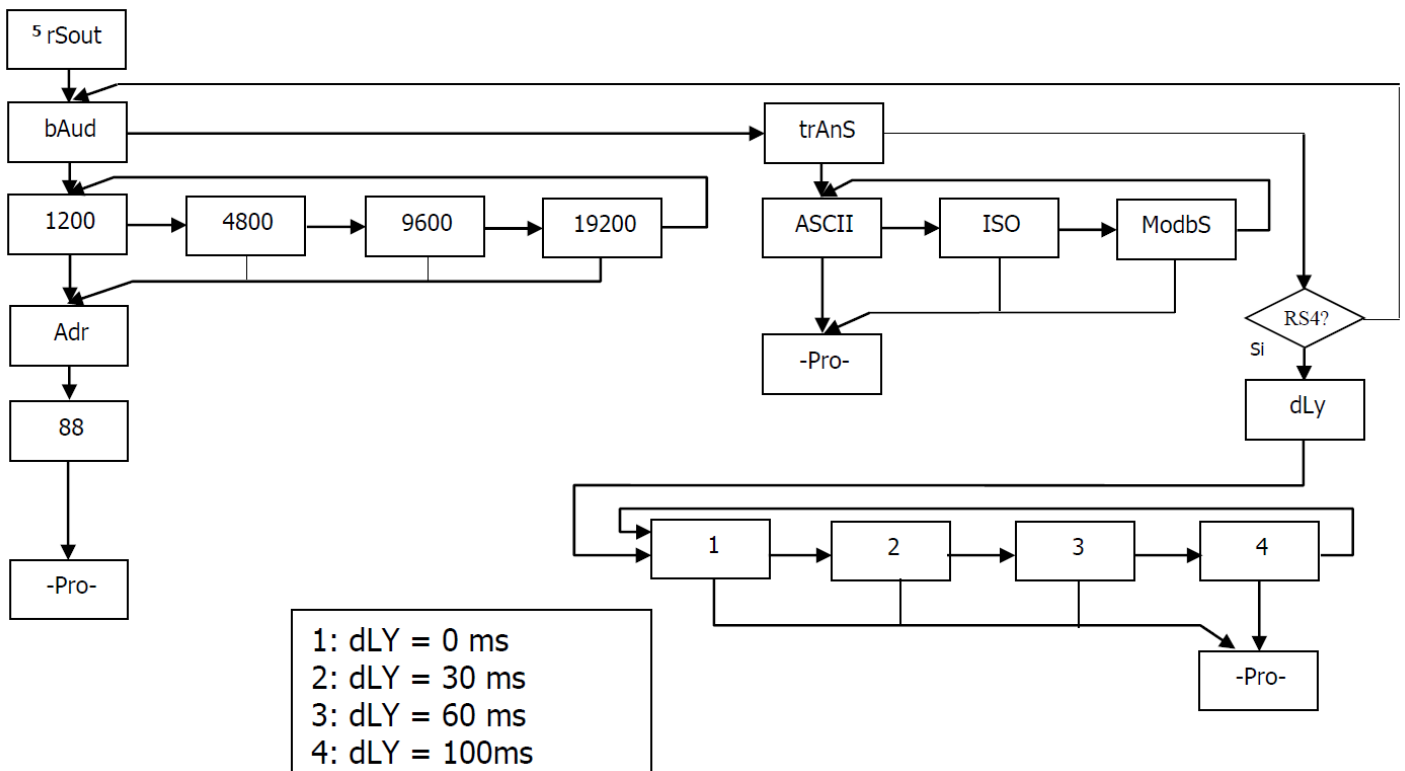 5 rSout
bAud
trAnS
1200
4800
9600
19200
ASCII
ISO
ModbS
Adr
RS4?
-Pro-
Si
88
dLy
1
2
3
4
-Pro-
-Pro-
1: dLY = 0 ms
2: dLY = 30 ms
3: dLY = 60 ms
4: dLY = 100ms